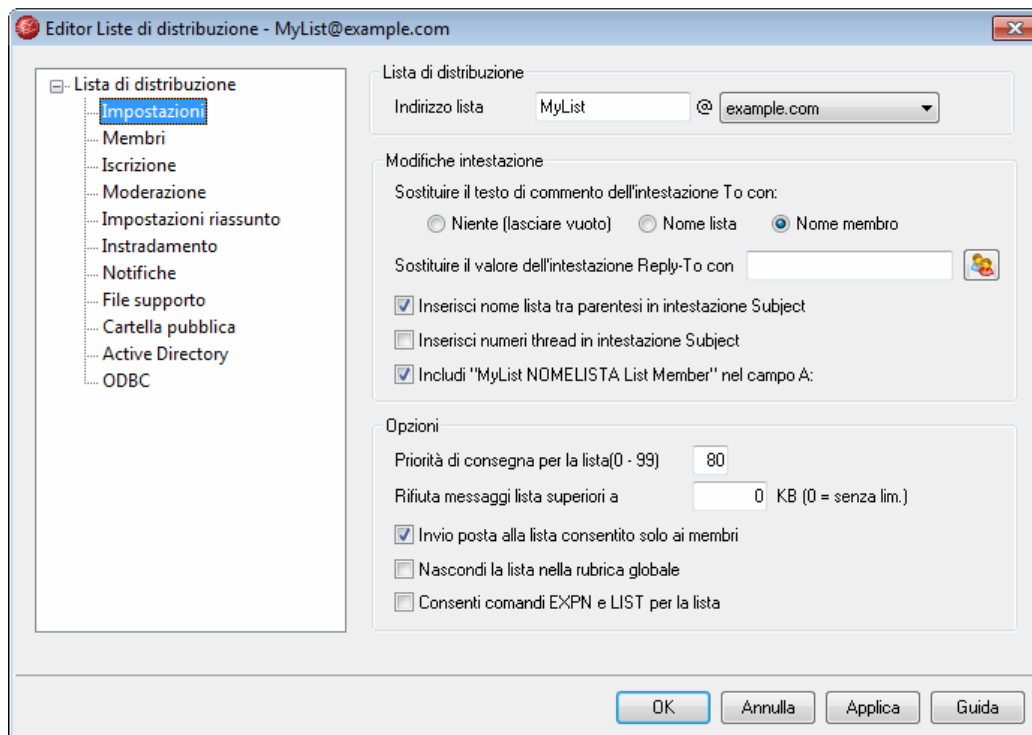 Editor Liste di distribuzione - MyList@example.com
Lista di distribuzione
Impostazioni
Membri
Iscrizione
Moderazione
Impostazioni riassunto
Instradamento
Notifiche
File supporto
Cartella pubblica
Active Directory
ODBC
Lista di distribuzione
Indirizzo lista MyList @ example.com
Modifiche intestazione
Sostituire il testo di commento dell'intestazione To con:
Niente (lasciare vuoto) Nome lista Nome membro
Sostituire il valore dell'intestazione Reply-To con
Inserisci nome lista tra parentesi in intestazione Subject
Inserisci numeri thread in intestazione Subject
Includi "MyList NOMELISTA List Member" nel campo A:
Opzioni
Priorità di consegna per la lista(0 - 99) 80
Rifiuta messaggi lista superiori a 0 KB (0 = senza lim.)
Invio posta alla lista consentito solo ai membri
Nascondi la lista nella rubrica globale
Consenti comandi EXPN e LIST per la lista
OK Annulla Applica Guida